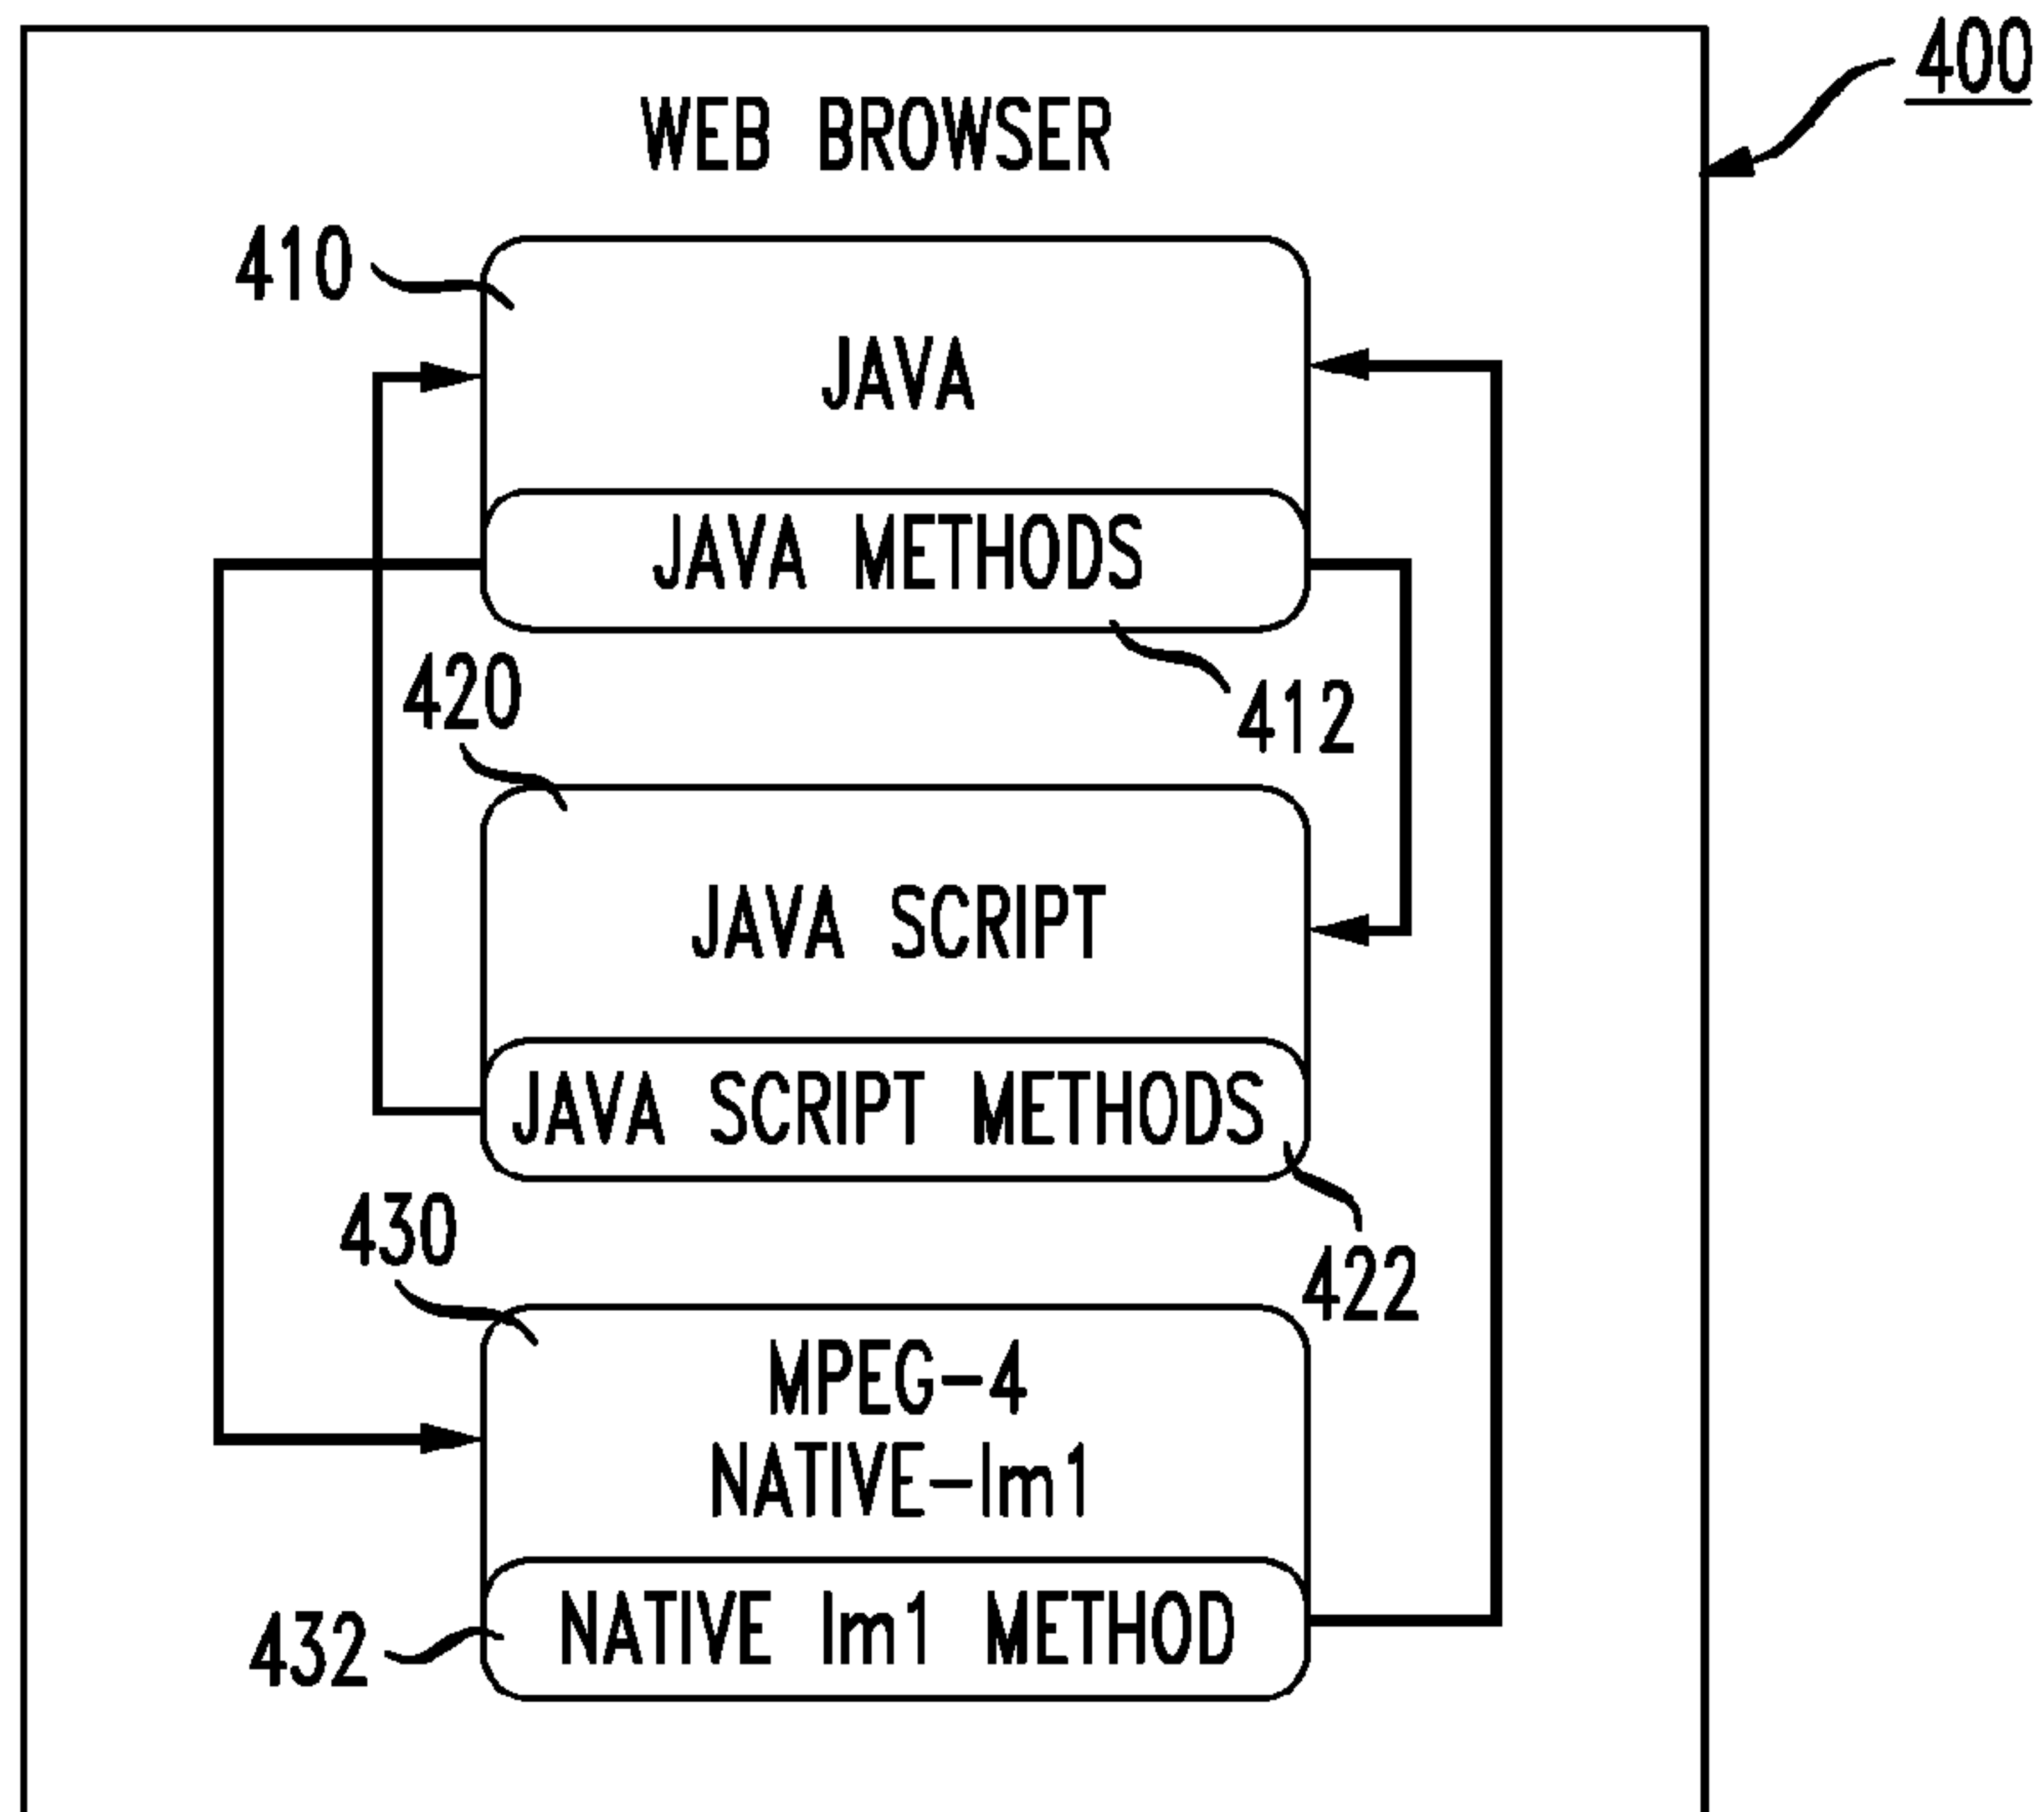 400
WEB BROWSER
410
JAVA
JAVA METHODS
412
420
JAVA SCRIPT
JAVA SCRIPT METHODS
422
430
MPEG-4
NATIVE-Im1
NATIVE Im1 METHOD
432